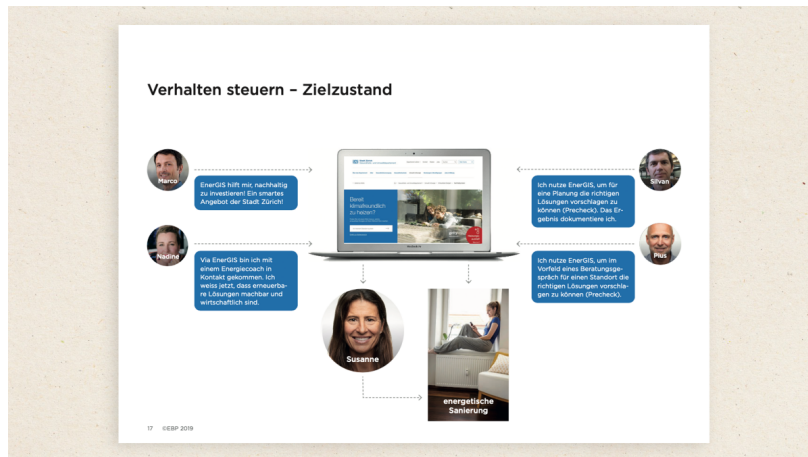 Verhalten steuern – Zielzustand
Marco
EnerGIS hilft mir, nachhaltig
zu investieren! Ein smartes
Angebot der Stadt Zürich!
Nadine
Via EnerGIS bin ich mit
einem Energiecoach in
Kontakt gekommen. Ich
weiss jetzt, dass erneuerba-
re Lösungen machbar und
wirtschaftlich sind.
Bereit
klimafreundlich
zu heizen?
Silvan
Ich nutze EnerGIS, um für
eine Planung die richtigen
Lösungen vorschlagen zu
können (Precheck). Das Er-
gebnis dokumentiere ich.
Pius
Ich nutze EnerGIS, um im
Vorfeld eines Beratungsge-
spräch für einen Standort die
richtigen Lösungen vorschla-
gen zu können (Precheck).
Susanne
energetische
Sanierung
17 ©EBP 2019